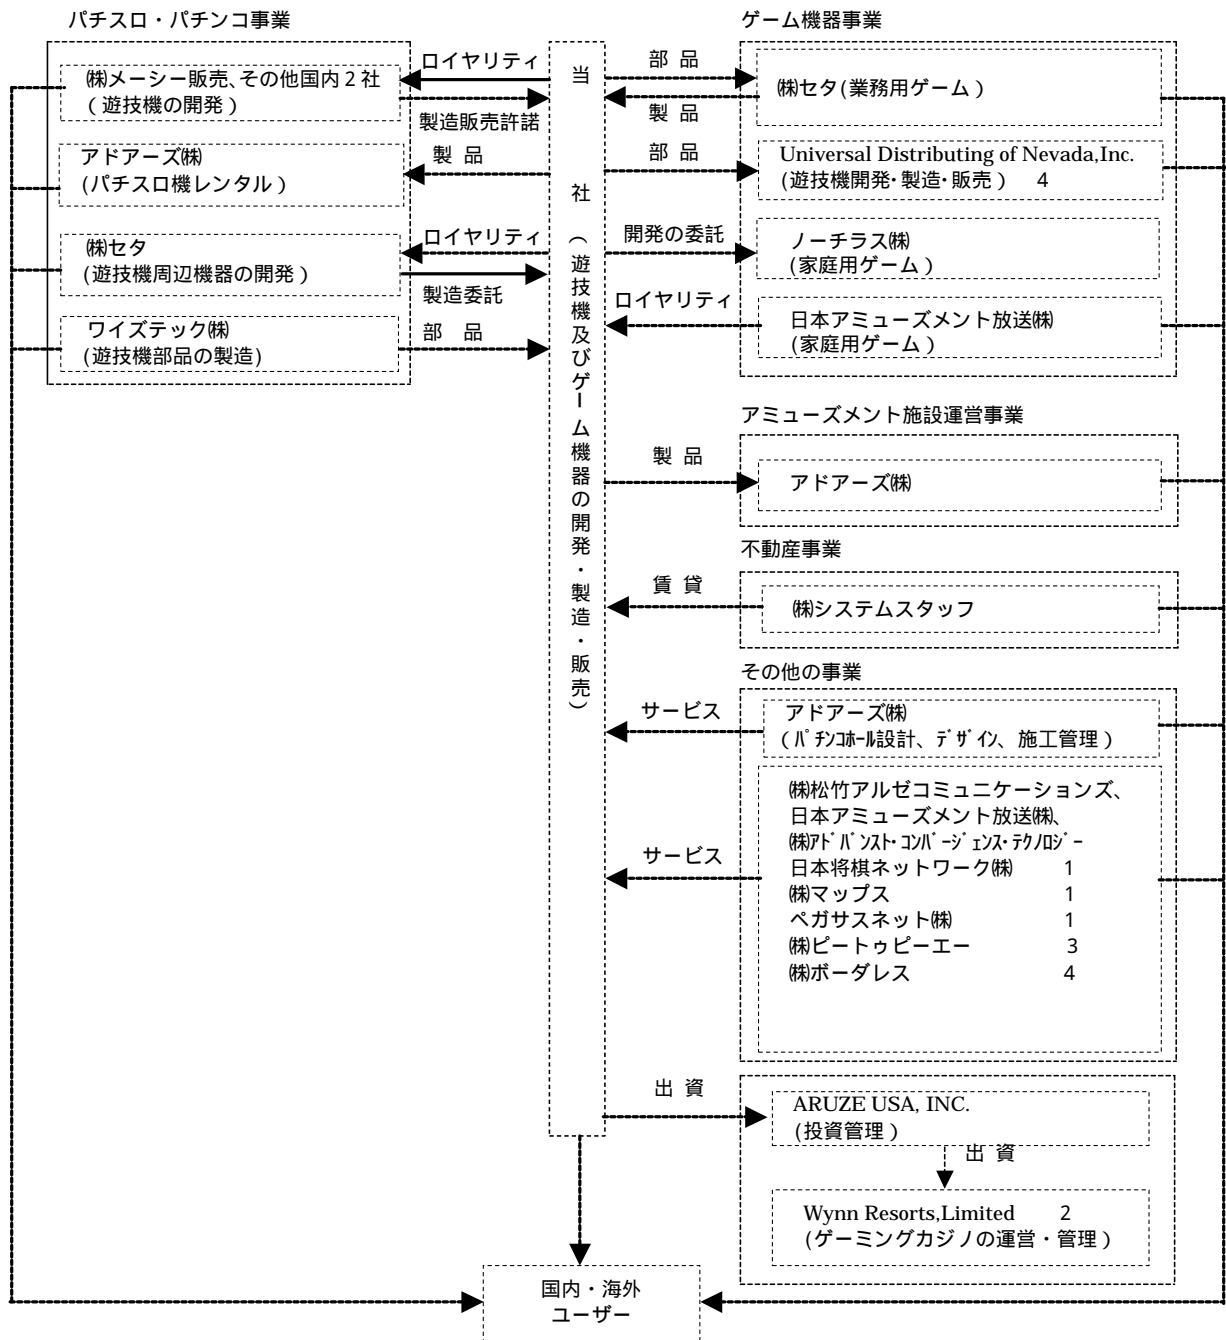 パチスロ・パチンコ事業
㈱メーシー販売、その他国内２社
（遊技機の開発）
アドアーズ㈱
(パチスロ機レンタル）
㈱セタ
（遊技機周辺機器の開発）
ワイズテック㈱
(遊技機部品の製造)
ロイヤリティ
製造販売許諾
製 品
ロイヤリティ
製造委託
部 品
当 社 （遊技機及びゲーム機器の開発・製造・販売）
ゲーム機器事業
部 品
製 品
㈱セタ(業務用ゲーム）
部 品
Universal Distributing of Nevada,Inc.
(遊技機開発・製造・販売） 4
開発の委託
ノーチラス㈱
(家庭用ゲーム）
ロイヤリティ
日本アミューズメント放送㈱
(家庭用ゲーム）
アミューズメント施設運営事業
製 品
アドアーズ㈱
不動産事業
賃 貸
㈱システムスタッフ
その他の事業
サービス
アドアーズ㈱
（ﾊﾟﾁﾝｺﾎｰﾙ設計、ﾃﾞｻﾞｲﾝ、施工管理）
サービス
㈱松竹アルゼコミュニケーションズ、
日本アミューズメント放送㈱、
㈱ｱﾄﾞﾊﾞﾝｽﾄ・ｺﾝﾊﾞｰｼﾞｪﾝｽ・ﾃｸﾉﾛｼﾞｰ
日本将棋ネットワーク㈱ 1
㈱マップス 1
ペガサスネット㈱ 1
㈱ピートゥピーエー 3
㈱ボーダレス 4
出 資
ARUZE USA, INC.
(投資管理）
出 資
Wynn Resorts,Limited 2
(ゲーミングカジノの運営・管理）
国内・海外
ユーザー